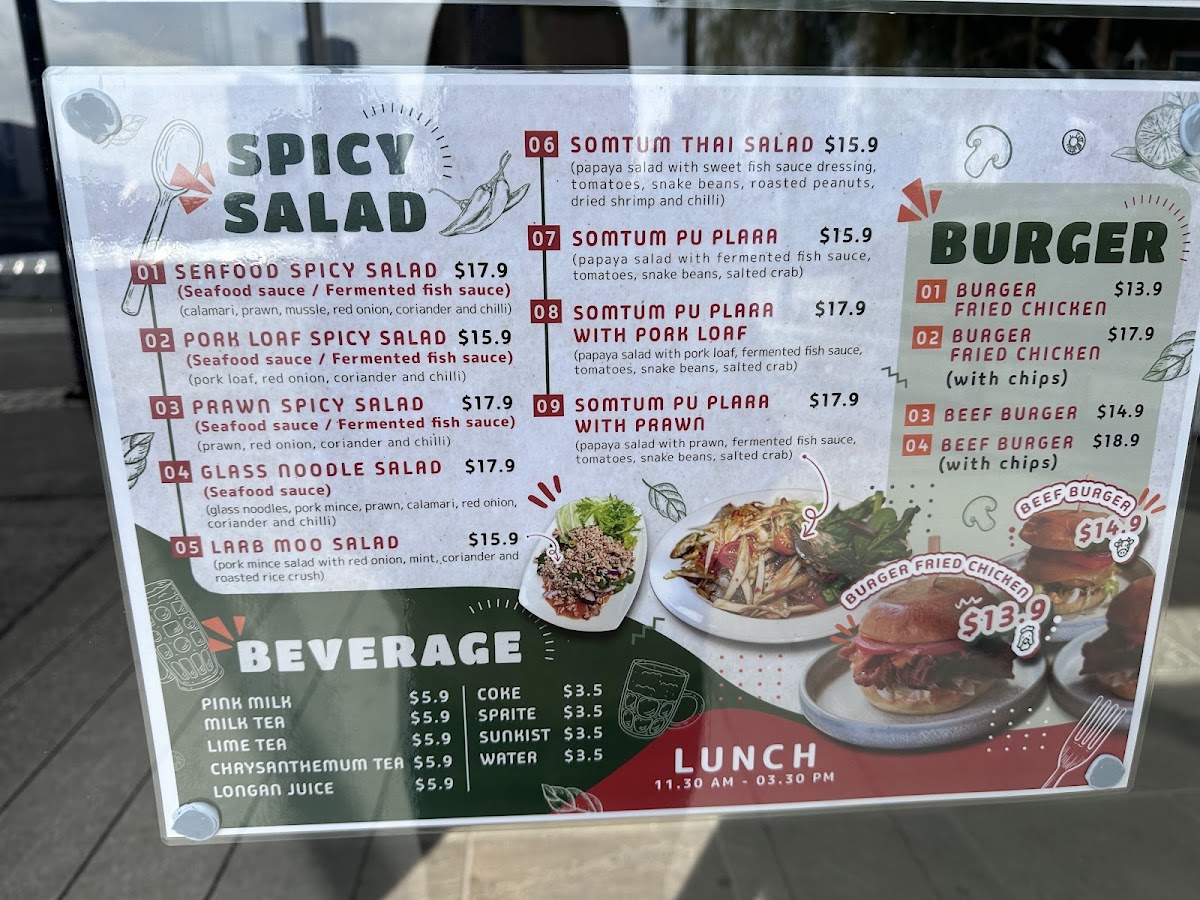 SPICY
SALAD
01 SEAFOOD SPICY SALAD $17.9
(Seafood sauce / Fermented fish sauce)
(calamari, prawn, mussle, red onion, coriander and chilli)
02 PORK LOAF SPICY SALAD $15.9
(Seafood sauce / Fermented fish sauce)
(pork loaf, red onion, coriander and chilli)
03 PRAWN SPICY SALAD $17.9
(Seafood sauce / Fermented fish sauce)
(prawn, red onion, coriander and chilli)
04 GLASS NOODLE SALAD $17.9
(Seafood sauce)
(glass noodles, pork mince, prawn, calamari, red onion,
coriander and chilli)
05 LARB MOO SALAD $15.9
(pork mince salad with red onion, mint, coriander and
roasted rice crush)
06 SOMTUM THAI SALAD $15.9
(papaya salad with sweet fish sauce dressing,
tomatoes, snake beans, roasted peanuts,
dried shrimp and chilli)
07 SOMTUM PU PLARA $15.9
(papaya salad with fermented fish sauce,
tomatoes, snake beans, salted crab)
08 SOMTUM PU PLARA $17.9
WITH PORK LOAF
(papaya salad with pork loaf, fermented fish sauce,
tomatoes, snake beans, salted crab)
09 SOMTUM PU PLARA $17.9
WITH PRAWN
(papaya salad with prawn, fermented fish sauce,
tomatoes, snake beans, salted crab)
BURGER
01 BURGER $13.9
FRIED CHICKEN
02 BURGER $17.9
FRIED CHICKEN
(with chips)
03 BEEF BURGER $14.9
04 BEEF BURGER $18.9
(with chips)
BEEF BURGER
$14.9
BURGER FRIED CHICKEN
$13.9
BEVERAGE
PINK MILK $5.9
MILK TEA $5.9
LIME TEA $5.9
CHRYSANTHEMUM TEA $5.9
LONGAN JUICE $5.9
COKE $3.5
SPRITE $3.5
SUNKIST $3.5
WATER $3.5
LUNCH
11.30 AM - 03.30 PM